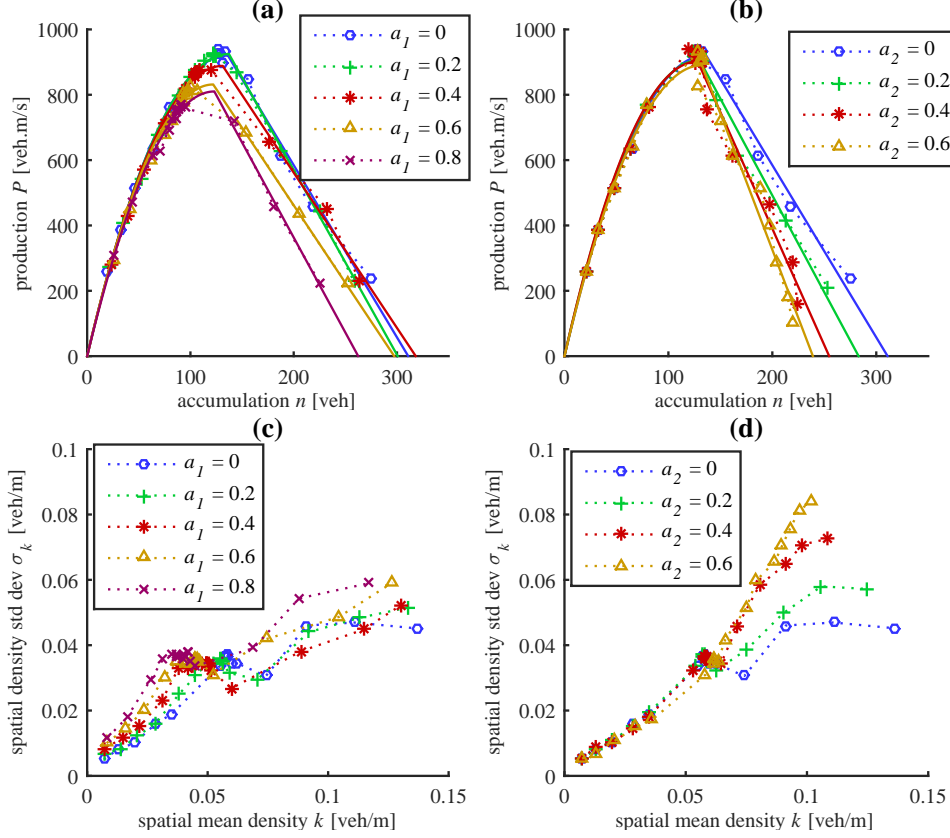 (a)
production P [veh.m/s]
1000
800
600
400
200
0
0 100 200 300
accumulation n [veh]
a1 = 0
a1 = 0.2
a1 = 0.4
a1 = 0.6
a1 = 0.8
(b)
production P [veh.m/s]
1000
800
600
400
200
0
0 100 200 300
accumulation n [veh]
a2 = 0
a2 = 0.2
a2 = 0.4
a2 = 0.6
(c)
spatial density std dev σk [veh/m]
0.1
0.08
0.06
0.04
0.02
0
0 0.05 0.1 0.15
spatial mean density k [veh/m]
a1 = 0
a1 = 0.2
a1 = 0.4
a1 = 0.6
a1 = 0.8
(d)
spatial density std dev σk [veh/m]
0.1
0.08
0.06
0.04
0.02
0
0 0.05 0.1 0.15
spatial mean density k [veh/m]
a2 = 0
a2 = 0.2
a2 = 0.4
a2 = 0.6